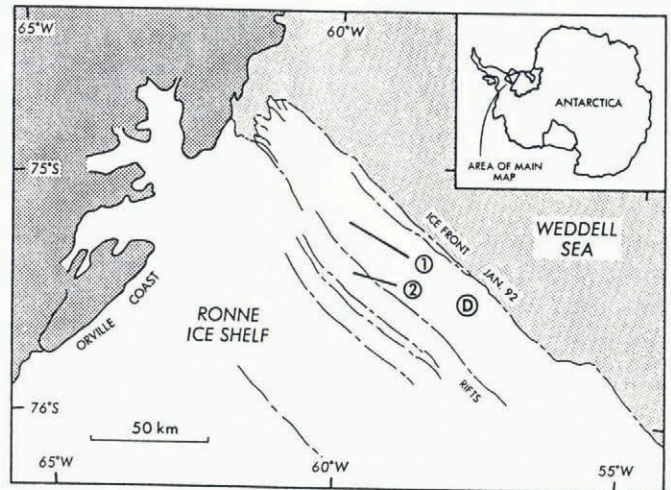 65°W
60°W
ANTARCTICA
AREA OF MAIN
MAP
75°S
WEDDELL
SEA
ICE FRONT
JAN. 92
1
2
D
ORVILLE COAST
RONNE
ICE SHELF
RIFTS
76°S
50 km
65°W
60°W
55°W